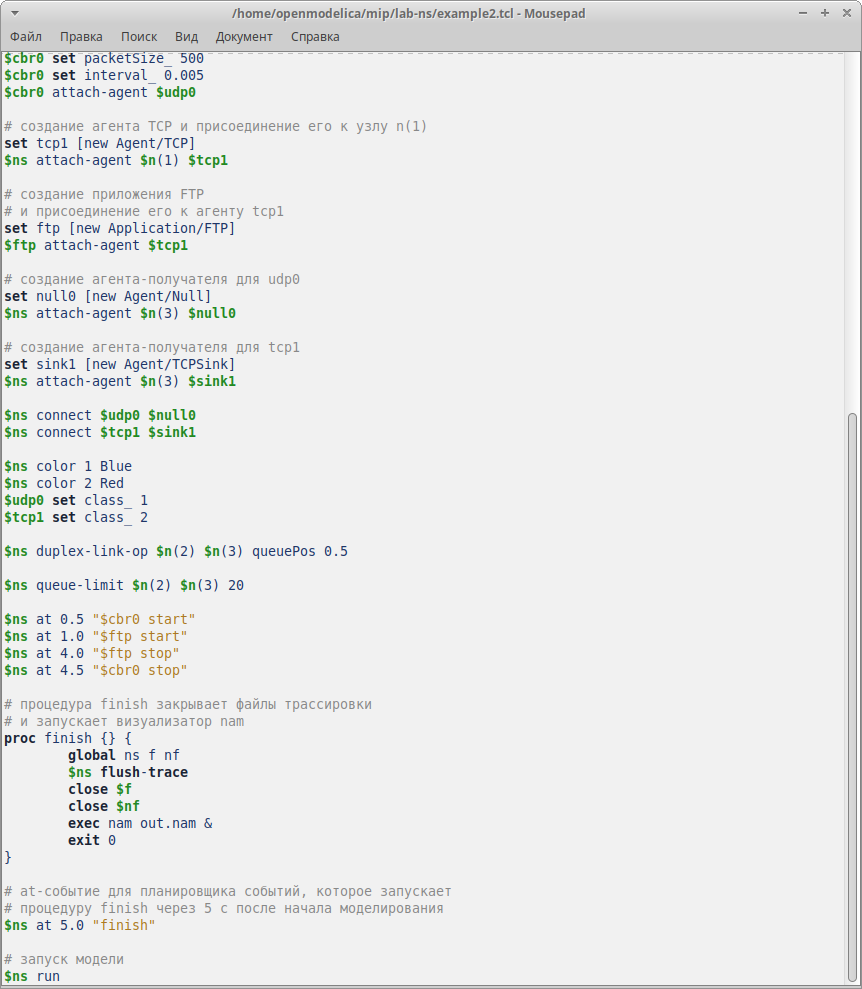 /home/openmodelica/mip/lab-ns/example2.tcl - Mousepad
Файл Правка Поиск Вид Документ Справка
$cbr0 set packetSize_ 500
$cbr0 set interval_ 0.005
$cbr0 attach-agent $udp0
# создание агента TCP и присоединение его к узлу n(1)
set tcp1 [new Agent/TCP]
$ns attach-agent $n(1) $tcp1
# создание приложения FTP
# и присоединение его к агенту tcp1
set ftp [new Application/FTP]
$ftp attach-agent $tcp1
# создание агента-получателя для udp0
set null0 [new Agent/Null]
$ns attach-agent $n(3) $null0
# создание агента-получателя для tcp1
set sink1 [new Agent/TCPSink]
$ns attach-agent $n(3) $sink1
$ns connect $udp0 $null0
$ns connect $tcp1 $sink1
$ns color 1 Blue
$ns color 2 Red
$udp0 set class_ 1
$tcp1 set class_ 2
$ns duplex-link-op $n(2) $n(3) queuePos 0.5
$ns queue-limit $n(2) $n(3) 20
$ns at 0.5 "$cbr0 start"
$ns at 1.0 "$ftp start"
$ns at 4.0 "$ftp stop"
$ns at 4.5 "$cbr0 stop"
# процедура finish закрывает файлы трассировки
# и запускает визуализатор nam
proc finish {} {
global ns f nf
$ns flush-trace
close $f
close $nf
exec nam out.nam &
exit 0
}
# at-событие для планировщика событий, которое запускает
# процедуру finish через 5 с после начала моделирования
$ns at 5.0 "finish"
# запуск модели
$ns run